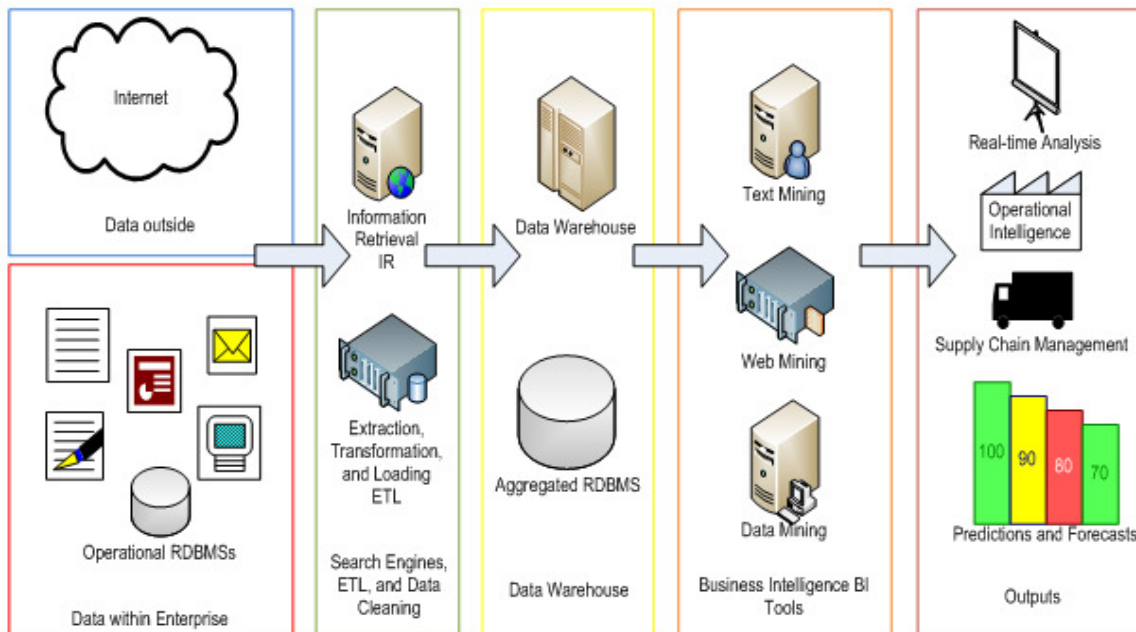 Internet
Data outside
Operational RDBMSs
Data within Enterprise
Information
Retrieval
IR
Extraction,
Transformation,
and Loading
ETL
Search Engines,
ETL, and Data
Cleaning
Data Warehouse
Aggregated RDBMS
Data Warehouse
Text Mining
Web Mining
Data Mining
Business Intelligence BI
Tools
Real-time Analysis
Operational
Intelligence
Supply Chain Management
100
90
80
70
Predictions and Forecasts
Outputs